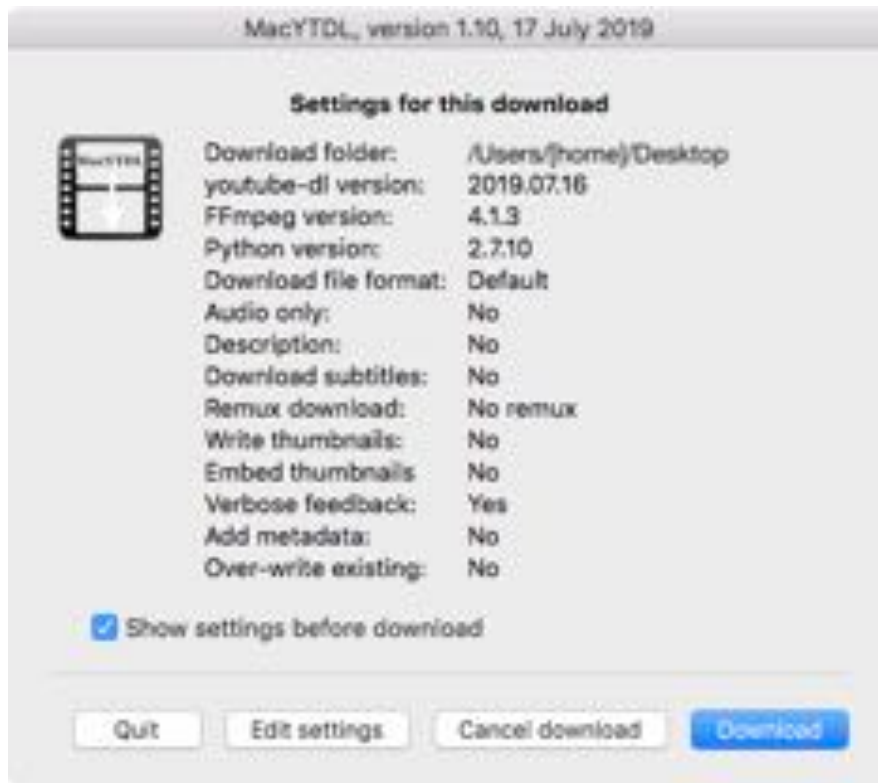 MacYTDL, version 1.10, 17 July 2019
Settings for this download
MacYTDL
Download folder: /Users/[home]/Desktop
youtube-dl version: 2019.07.16
FFmpeg version: 4.1.3
Python version: 2.7.10
Download file format: Default
Audio only: No
Description: No
Download subtitles: No
Remux download: No remux
Write thumbnails: No
Embed thumbnails No
Verbose feedback: Yes
Add metadata: No
Over-write existing: No
Show settings before download
Quit Edit settings Cancel download Download